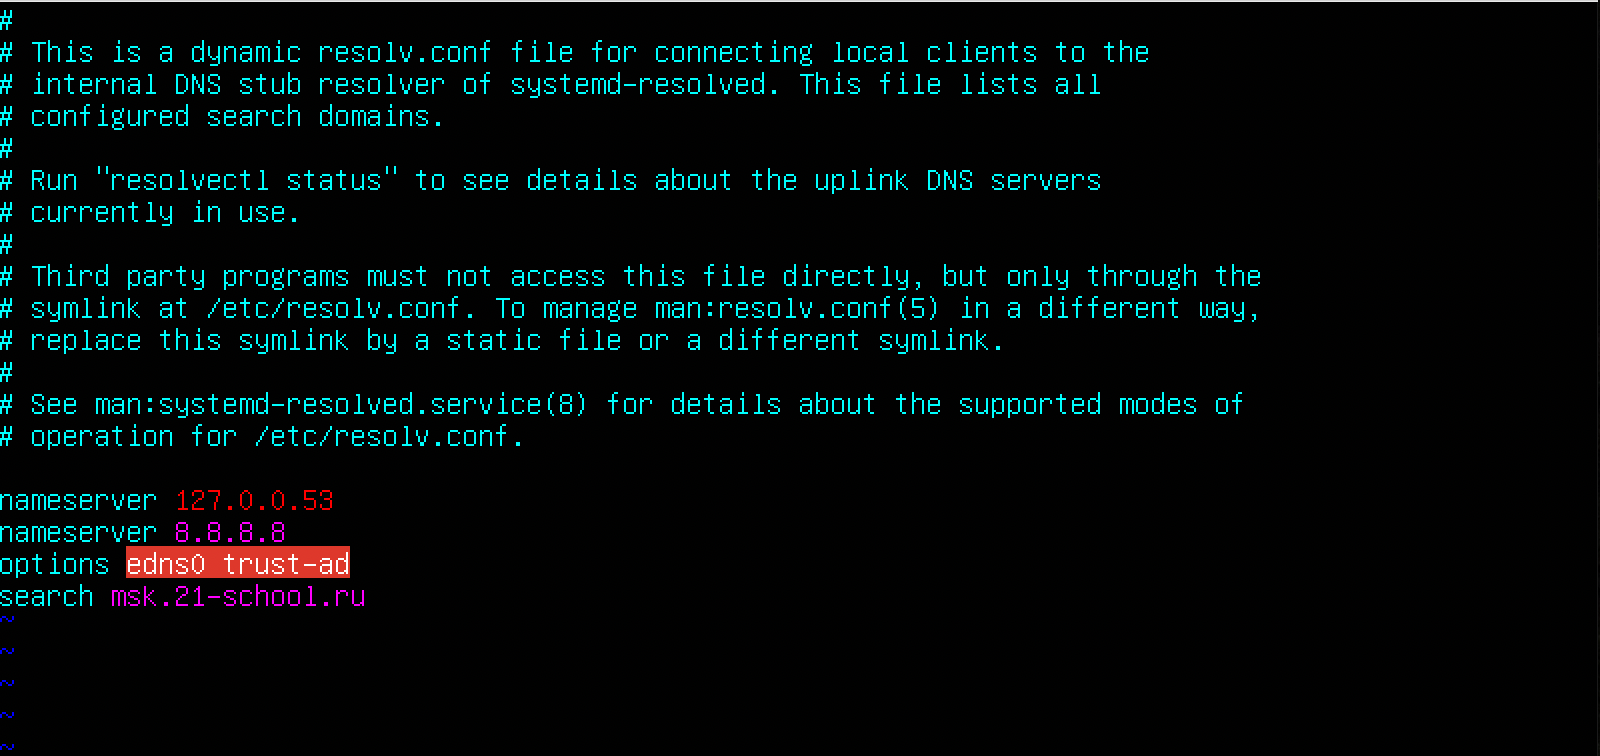 #
# This is a dynamic resolv.conf file for connecting local clients to the
# internal DNS stub resolver of systemd-resolved. This file lists all
# configured search domains.
#
# Run "resolvectl status" to see details about the uplink DNS servers
# currently in use.
#
# Third party programs must not access this file directly, but only through the
# symlink at /etc/resolv.conf. To manage man:resolv.conf(5) in a different way,
# replace this symlink by a static file or a different symlink.
#
# See man:systemd-resolved.service(8) for details about the supported modes of
# operation for /etc/resolv.conf.

nameserver 127.0.0.53
nameserver 8.8.8.8
options edns0 trust-ad
search msk.21-school.ru
~
~
~
~
~